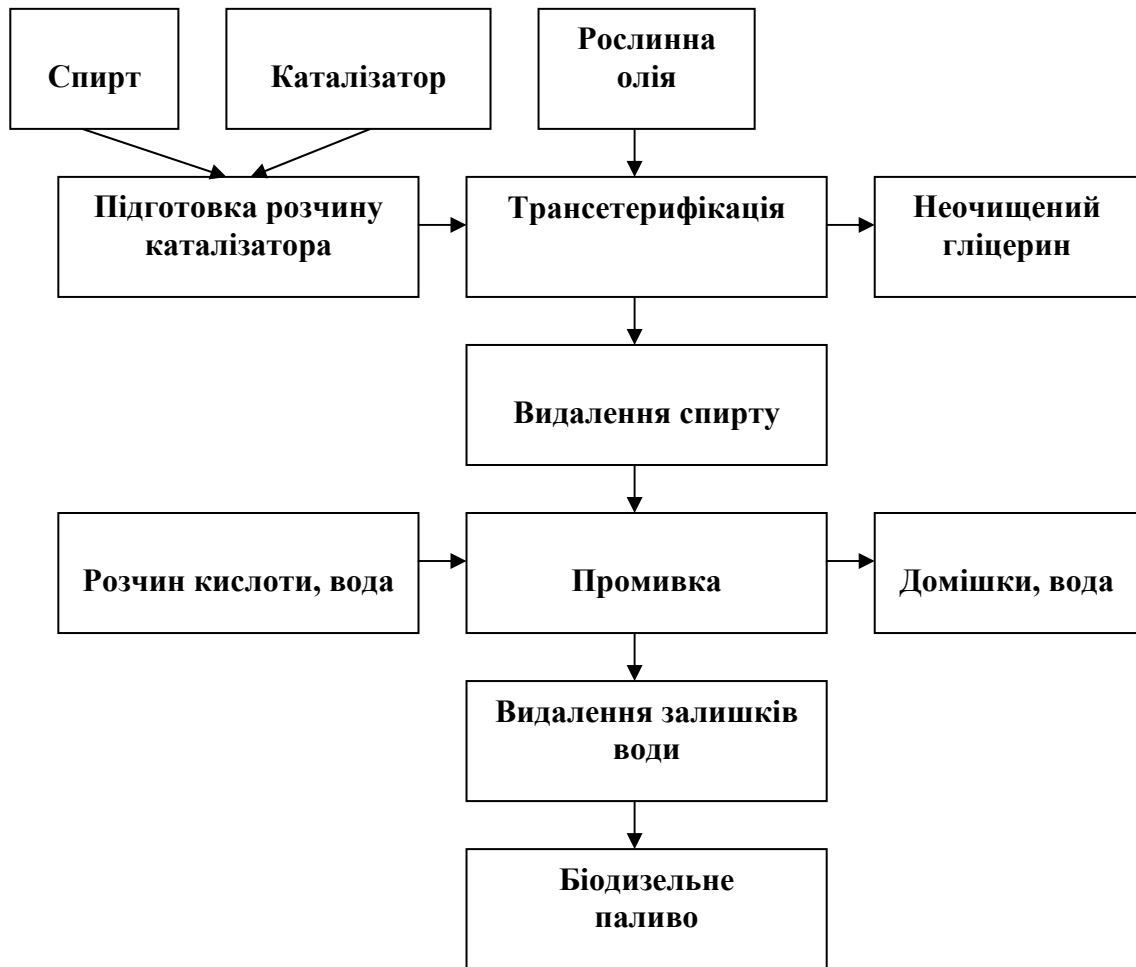 Спирт
Каталізатор
Рослинна
олія
Підготовка розчину
каталізатора
Трансетерифікація
Неочищений
гліцерин
Видалення спирту
Розчин кислоти, вода
Промивка
Домішки, вода
Видалення залишків
води
Біодизельне
паливо